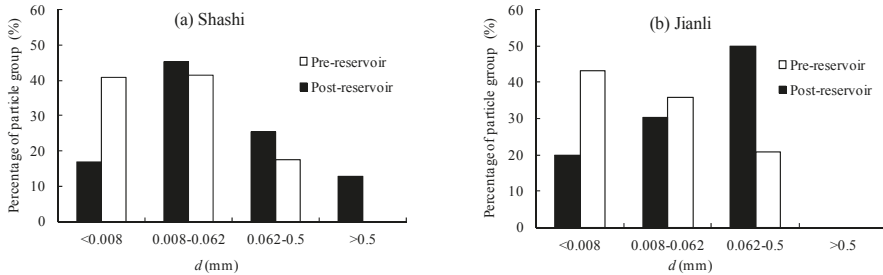 (a) Shashi
Percentage of particle group (%)
60
50
40
30
20
10
0
Pre-reservoir
Post-reservoir
<0.008
0.008-0.062
0.062-0.5
>0.5
d (mm)
(b) Jianli
Percentage of particle group (%)
60
50
40
30
20
10
0
Pre-reservoir
Post-reservoir
<0.008
0.008-0.062
0.062-0.5
>0.5
d (mm)